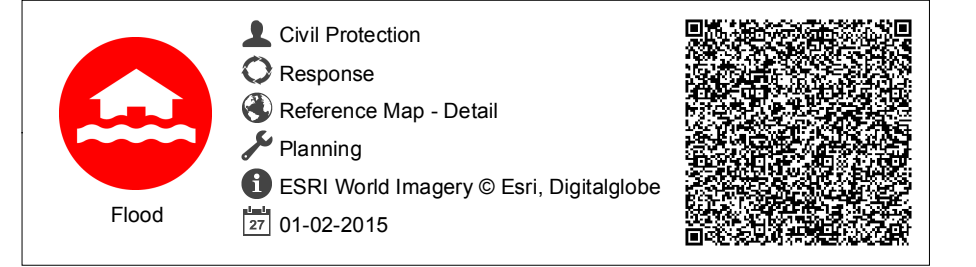 Flood
Civil Protection
Response
Reference Map - Detail
Planning
ESRI World Imagery © Esri, Digitalglobe
27
01-02-2015